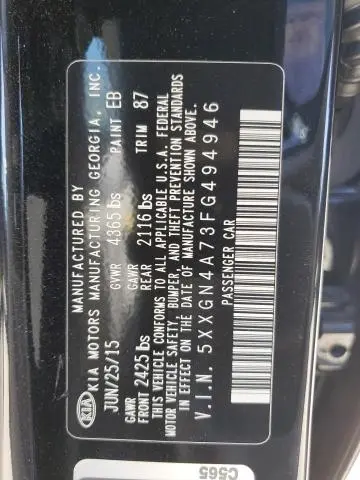 MANUFACTURED BY
KIA KIA MOTORS MANUFACTURING GEORGIA, INC.
JUN/25/15 GVWR 4365 lbs PAINT EB
GAWR FRONT 2425 lbs GAWR REAR 2116 lbs TRIM 87
THIS VEHICLE CONFORMS TO ALL APPLICABLE U.S.A. FEDERAL
MOTOR VEHICLE SAFETY, BUMPER, AND THEFT PREVENTION STANDARDS
IN EFFECT ON THE DATE OF MANUFACTURE SHOWN ABOVE.
V.I.N. 5XXGN4A73FG494946
PASSENGER CAR
C565